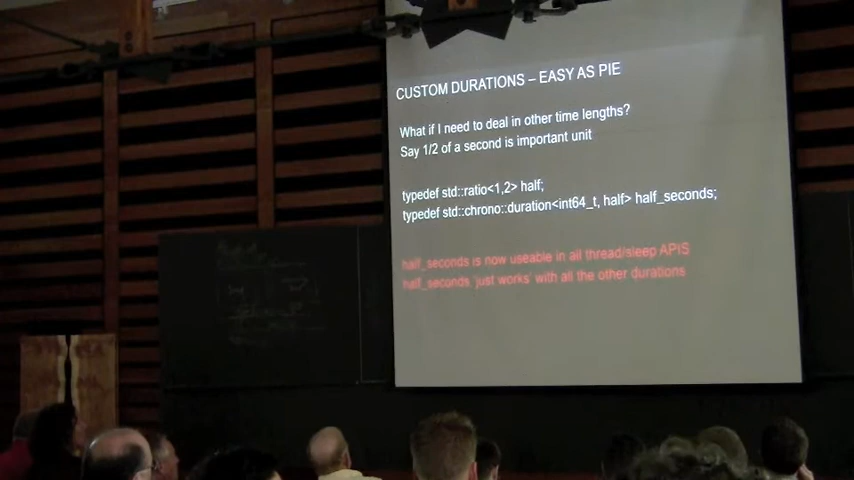 CUSTOM DURATIONS – EASY AS PIE
What if I need to deal in other time lengths?
Say 1/2 of a second is important unit
typedef std::ratio<1,2> half;
typedef std::chrono::duration<int64_t, half> half_seconds;
half_seconds is now useable in all thread/sleep APIS
half_seconds 'just works' with all the other durations